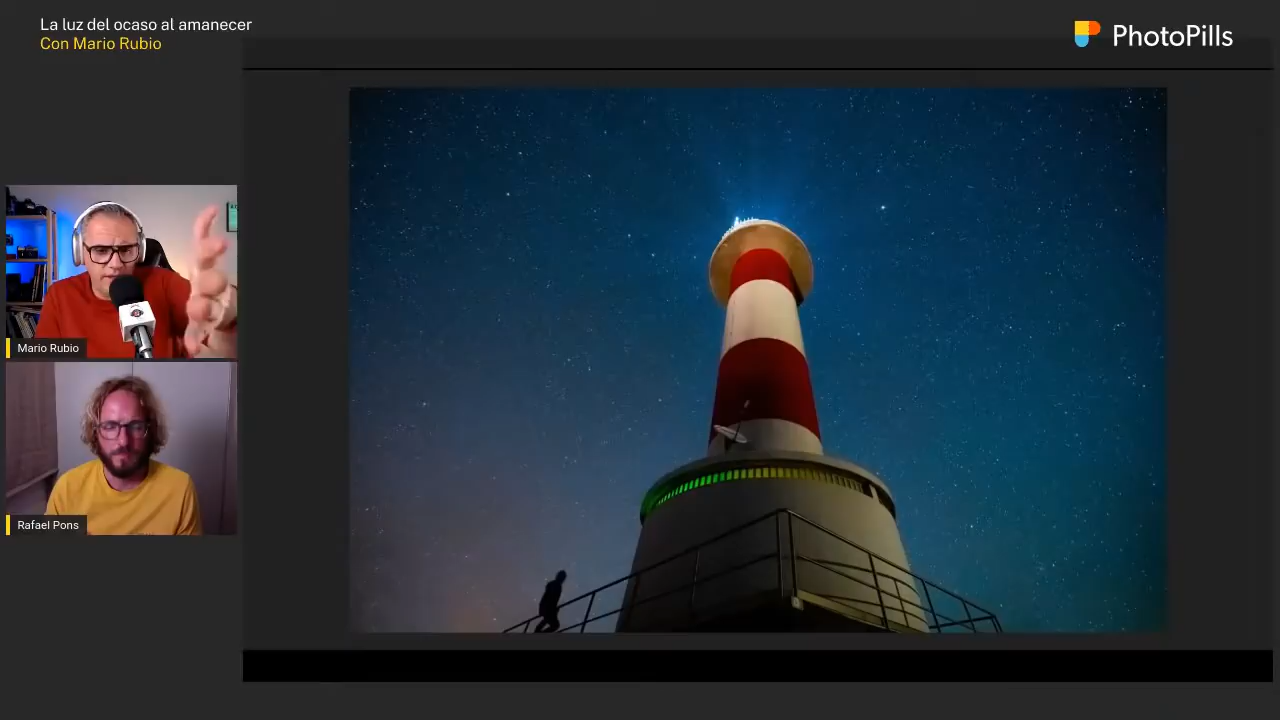 La luz del ocaso al amanecer
Con Mario Rubio
PhotoPills
Mario Rubio
Rafael Pons